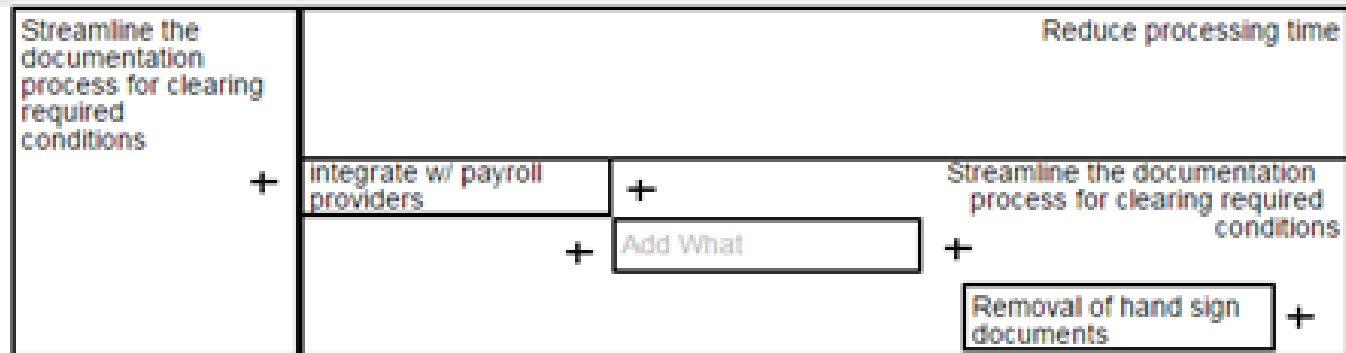 Streamline the
documentation
process for clearing
required
conditions
+
Reduce processing time
integrate w/ payroll
providers
+
Streamline the documentation
process for clearing required
conditions
+
Add What
+
Removal of hand sign
documents
+